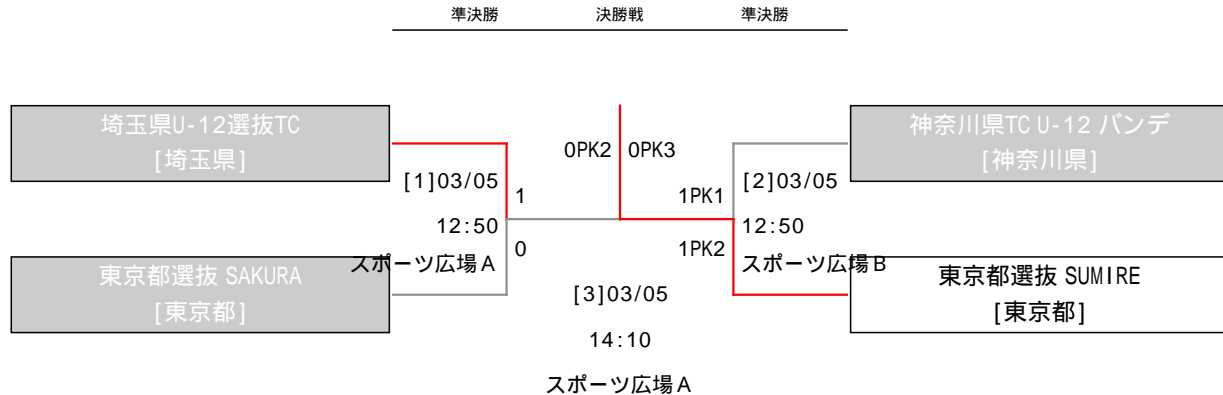 準決勝 決勝戦 準決勝
埼玉県U-12選抜TC
[埼玉県]
神奈川県TC U-12 バンデ
[神奈川県]
0PK2 0PK3
[1]03/05
1
1PK1
[2]03/05
12:50
0
1PK2
12:50
スポーツ広場A
スポーツ広場B
東京都選抜 SAKURA
[東京都]
東京都選抜 SUMIRE
[東京都]
[3]03/05
14:10
スポーツ広場A